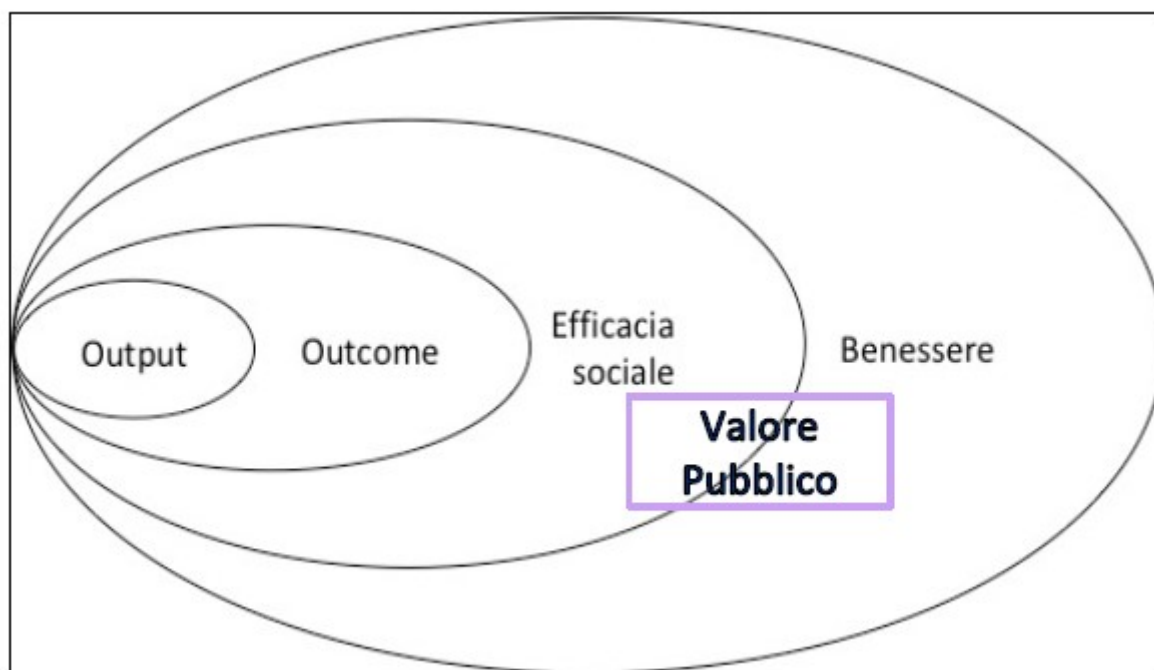 Output
Outcome
Efficacia
sociale
Benessere
Valore
Pubblico